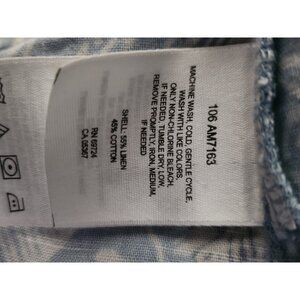 106 AM7163
MACHINE WASH, COLD, GENTLE CYCLE,
WASH WITH LIKE COLORS.
ONLY NON-CHLORINE BLEACH,
IF NEEDED, TUMBLE DRY, LOW,
REMOVE PROMPTLY, IRON, MEDIUM,
IF NEEDED
SHELL: 55% LINEN
45% COTTON
RN 69724
CA 05287